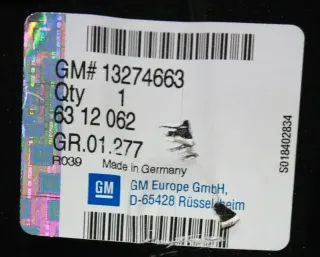 GM# 13274663
Qty 1
63 12 062
GR.01.277
R039 Made in Germany
GM
GM Europe GmbH,
D-65428 Rüsselsheim
S018402834